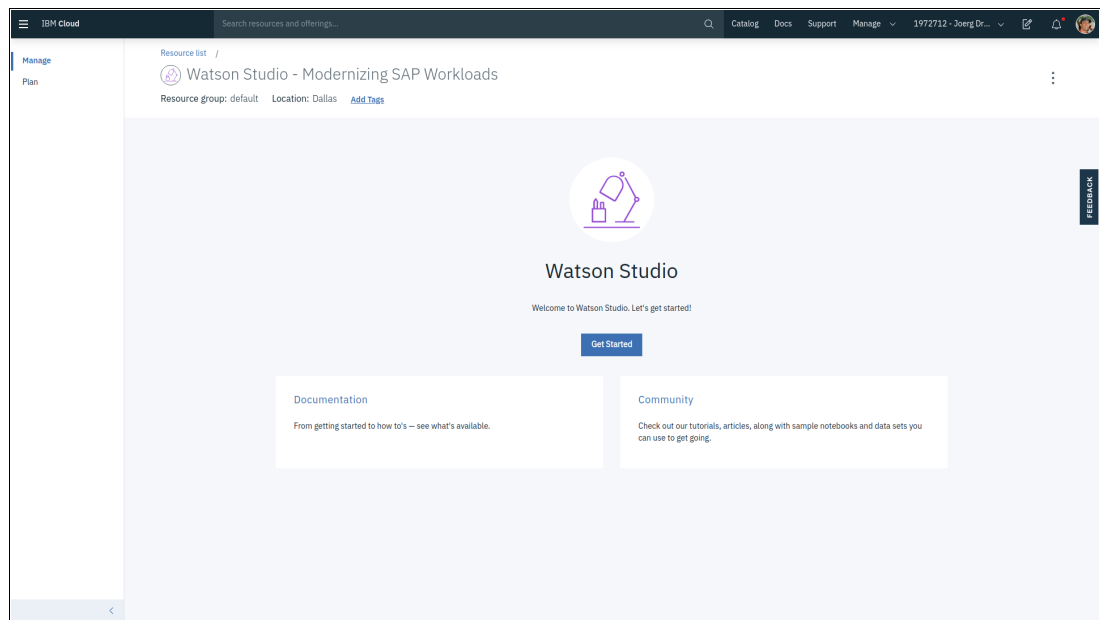 IBM Cloud
Search resources and offerings...
Catalog
Docs
Support
Manage
1972712 - Joerg Dr...
Manage
Plan
Resource list /
Watson Studio - Modernizing SAP Workloads
Resource group: default Location: Dallas Add Tags
FEEDBACK
Watson Studio
Welcome to Watson Studio. Let's get started!
Get Started
Documentation
From getting started to how to's — see what's available.
Community
Check out our tutorials, articles, along with sample notebooks and data sets you
can use to get going.